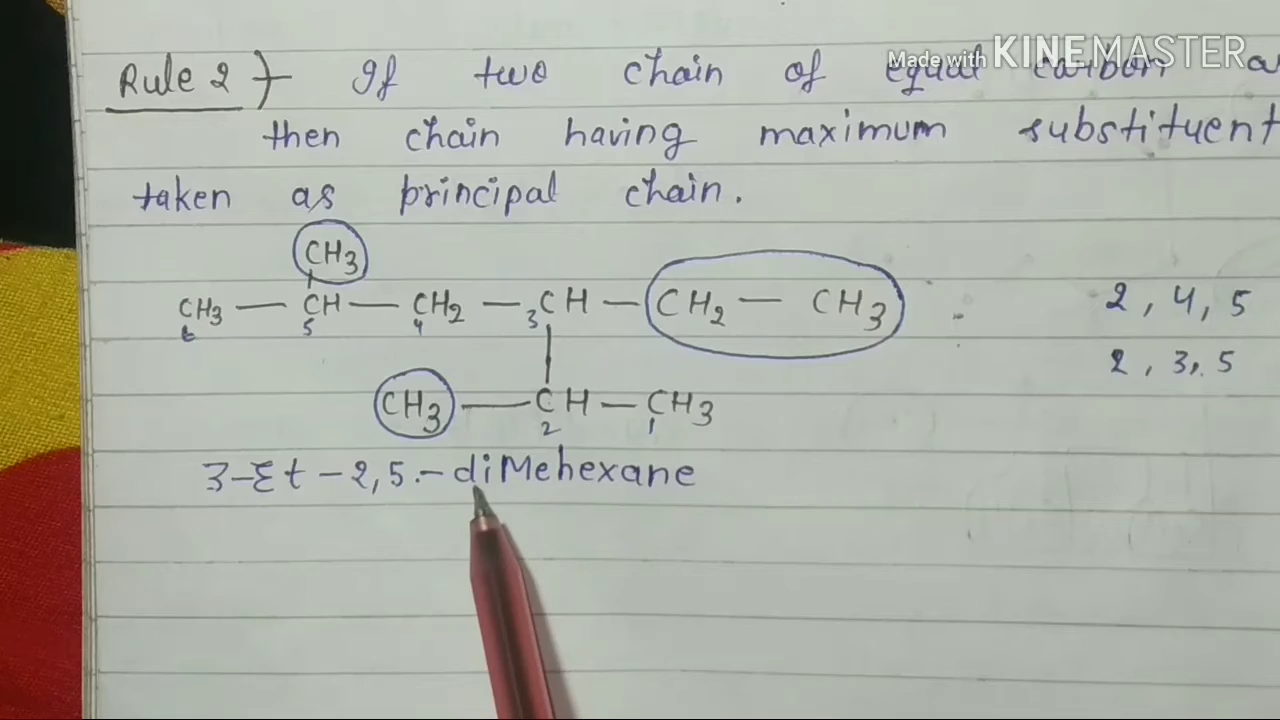 Made with KINEMASTER
Rule 2 If two chain of equal carbon a
then chain having maximum substituent
taken as principal chain.
CH3
CH3 — CH — CH2 — CH — CH2 — CH3 2, 4, 5
6 5 4 3
2, 3, 5
CH3 — CH — CH3
2 1
3-Et-2,5.-diMehexane